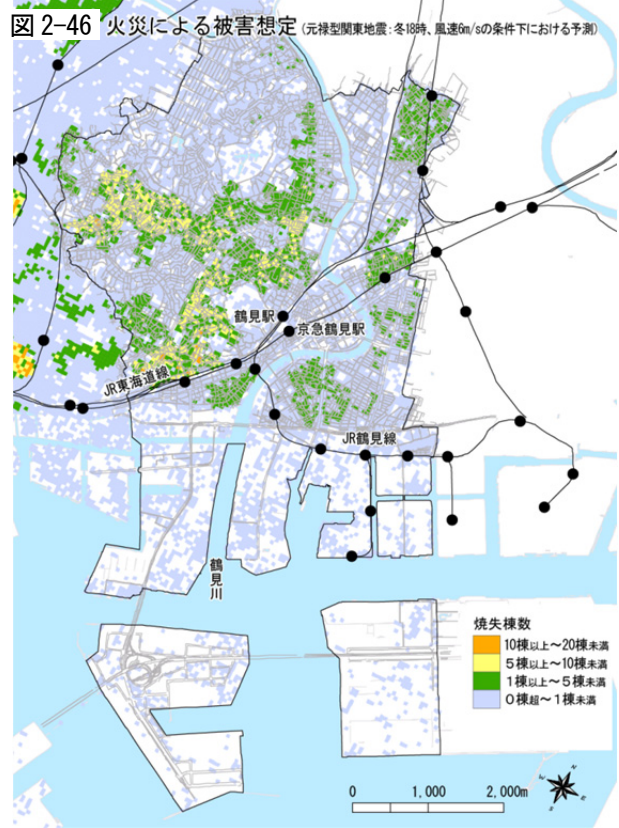 図 2-46 火災による被害想定 (元禄型関東地震:冬18時、風速6m/sの条件下における予測)
鶴見駅
京急鶴見駅
JR東海道線
JR鶴見線
鶴見川
焼失棟数
10棟以上～20棟未満
5棟以上～10棟未満
1棟以上～5棟未満
0棟超～1棟未満
0 1,000 2,000m
N
E
S
W